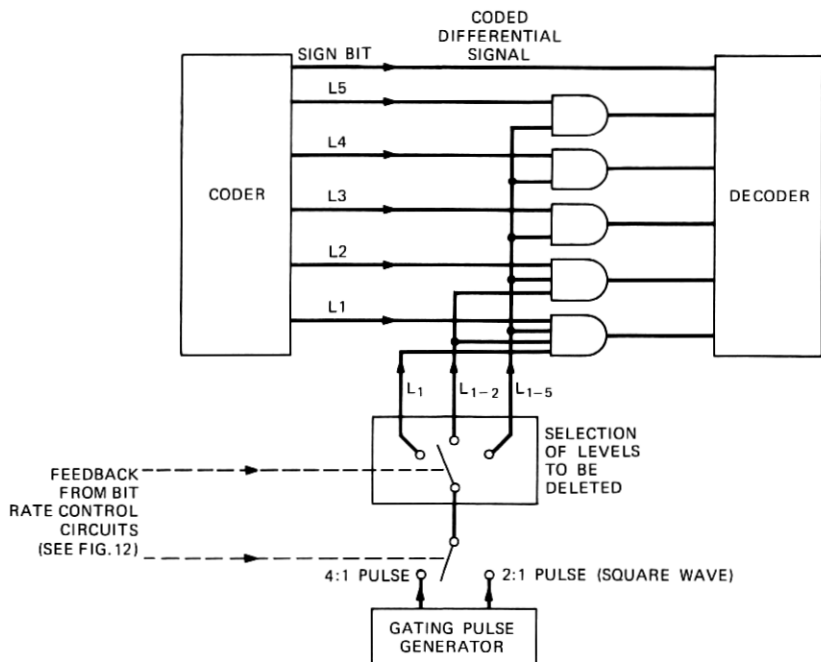 CODED
DIFFERENTIAL
SIGNAL
SIGN BIT
L5
L4
L3
L2
L1
CODER
DECODER
L1
L1–2
L1–5
SELECTION
OF LEVELS
TO BE
DELETED
FEEDBACK
FROM BIT
RATE CONTROL
CIRCUITS
(SEE FIG.12)
4:1 PULSE
2:1 PULSE (SQUARE WAVE)
GATING PULSE
GENERATOR